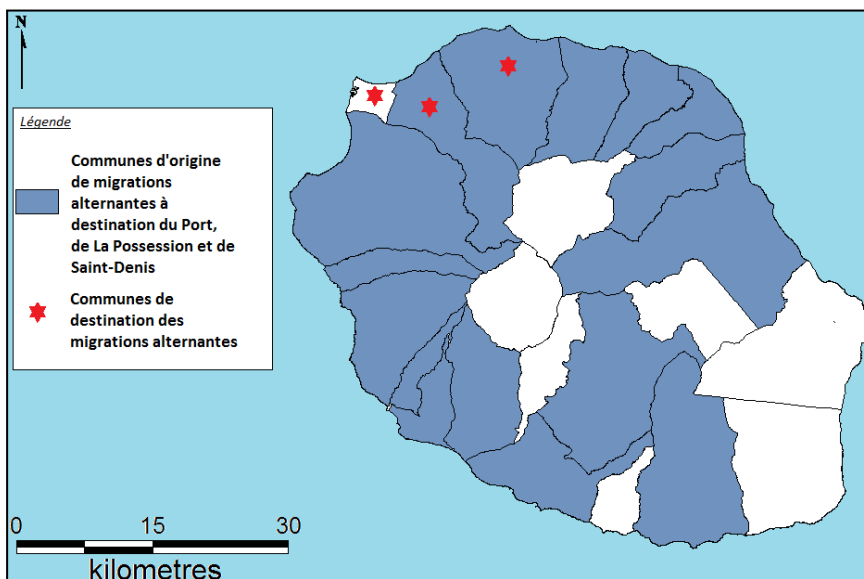 N
Légende
Communes d'origine
de migrations
alternantes à
destination du Port,
de La Possession et de
Saint-Denis
Communes de
destination des
migrations alternantes
0 15 30
kilometres